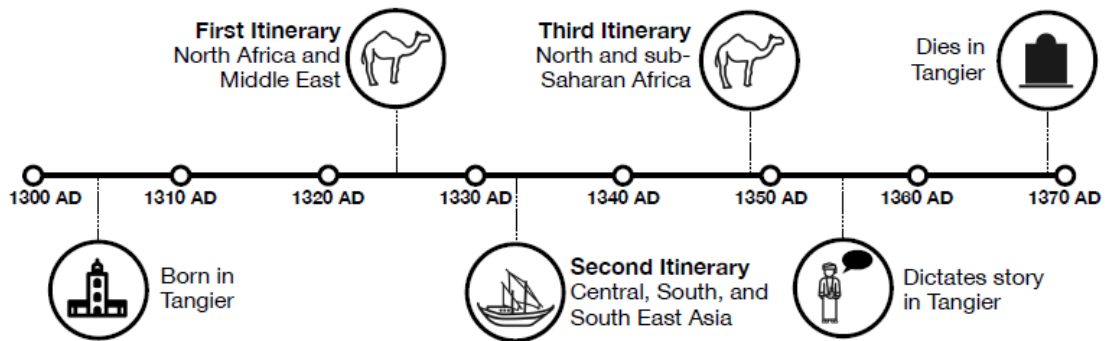 First Itinerary
North Africa and
Middle East
Third Itinerary
North and sub-
Saharan Africa
Dies in
Tangier
1300 AD
1310 AD
1320 AD
1330 AD
1340 AD
1350 AD
1360 AD
1370 AD
Born in
Tangier
Second Itinerary
Central, South, and
South East Asia
Dictates story
in Tangier